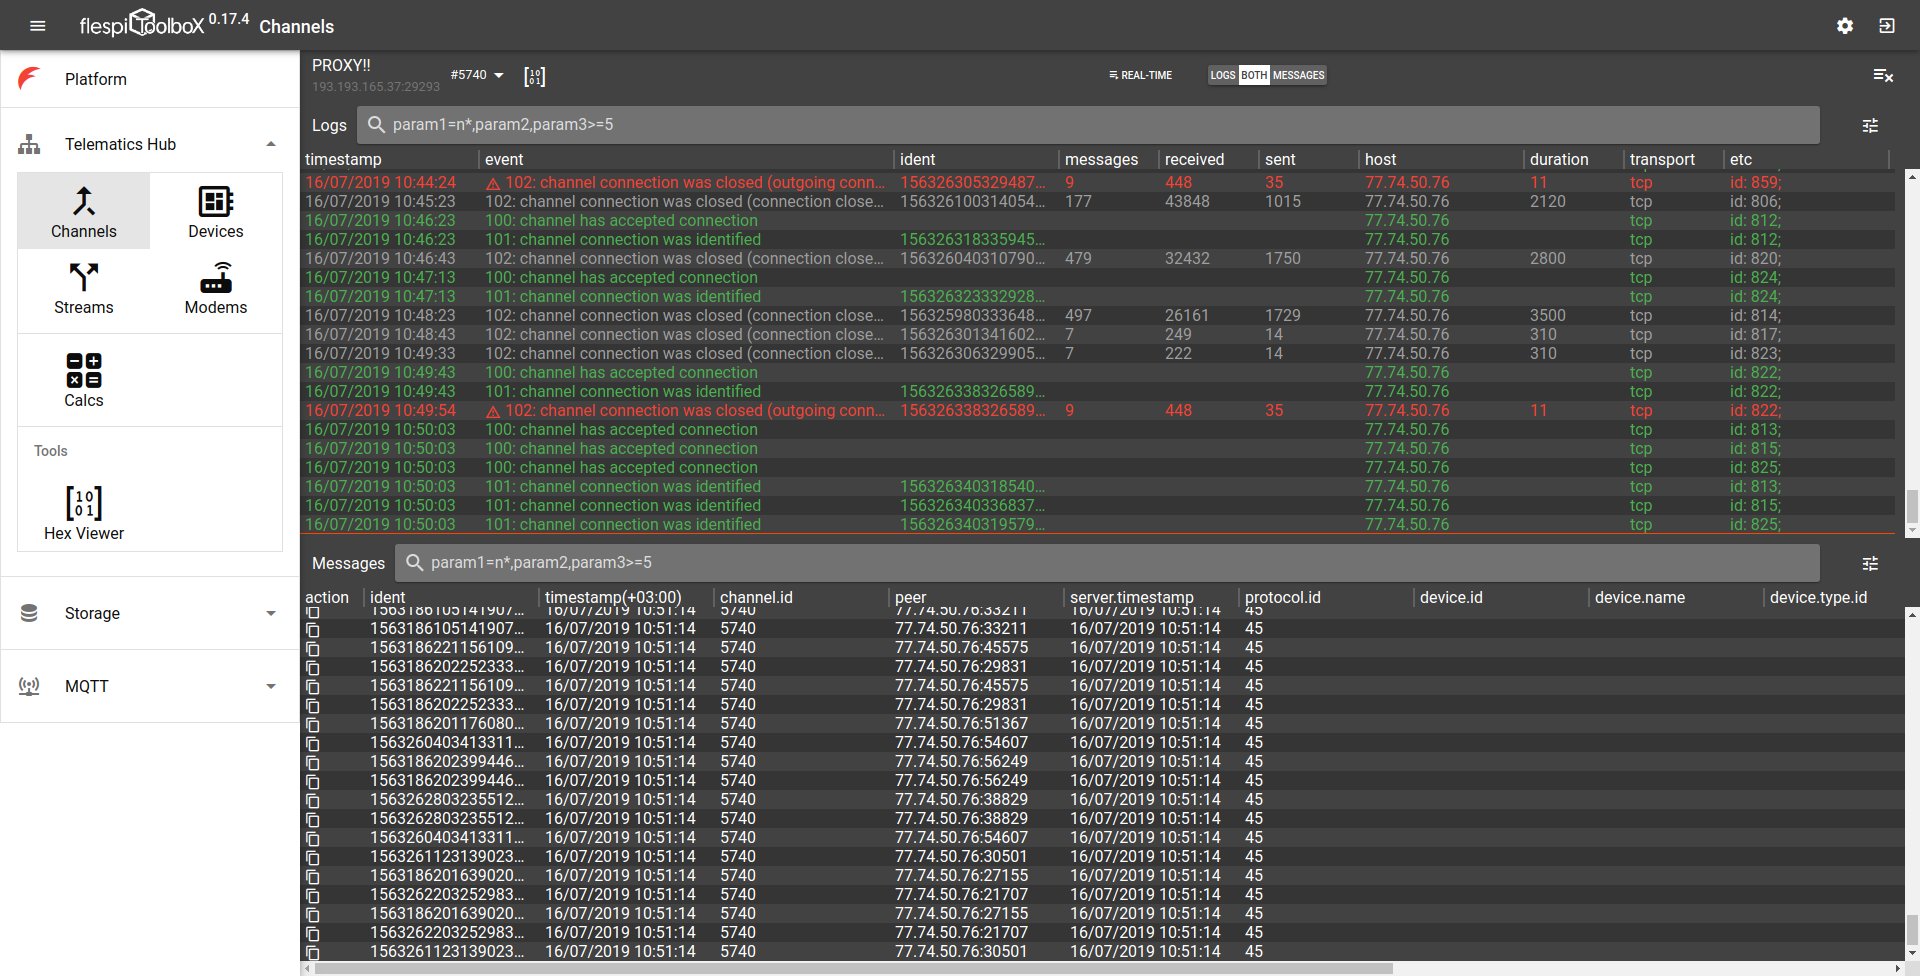 flespi ToolboX 0.17.4 Channels
Platform
Telematics Hub
Channels
Devices
Streams
Modems
Calcs
Tools
Hex Viewer
Storage
MQTT
PROXY!!
193.193.165.37:29293
#5740
REAL-TIME
LOGS BOTH MESSAGES
Logs
param1=n*,param2,param3>=5
timestamp event ident messages received sent host duration transport etc
16/07/2019 10:44:24 102: channel connection was closed (outgoing conn... 156326305329487... 9 448 35 77.74.50.76 11 tcp id: 859;
16/07/2019 10:45:23 102: channel connection was closed (connection close... 156326100314054... 177 43848 1015 77.74.50.76 2120 tcp id: 806;
16/07/2019 10:46:23 100: channel has accepted connection 77.74.50.76 tcp id: 812;
16/07/2019 10:46:23 101: channel connection was identified 156326318335945... 77.74.50.76 tcp id: 812;
16/07/2019 10:46:43 102: channel connection was closed (connection close... 156326040310790... 479 32432 1750 77.74.50.76 2800 tcp id: 820;
16/07/2019 10:47:13 100: channel has accepted connection 77.74.50.76 tcp id: 824;
16/07/2019 10:47:13 101: channel connection was identified 156326323332928... 77.74.50.76 tcp id: 824;
16/07/2019 10:48:23 102: channel connection was closed (connection close... 156325980333648... 497 26161 1729 77.74.50.76 3500 tcp id: 814;
16/07/2019 10:48:43 102: channel connection was closed (connection close... 156326301341602... 7 249 14 77.74.50.76 310 tcp id: 817;
16/07/2019 10:49:33 102: channel connection was closed (connection close... 156326306329905... 7 222 14 77.74.50.76 310 tcp id: 823;
16/07/2019 10:49:43 100: channel has accepted connection 77.74.50.76 tcp id: 822;
16/07/2019 10:49:43 101: channel connection was identified 156326338326589... 77.74.50.76 tcp id: 822;
16/07/2019 10:49:54 102: channel connection was closed (outgoing conn... 156326338326589... 9 448 35 77.74.50.76 11 tcp id: 822;
16/07/2019 10:50:03 100: channel has accepted connection 77.74.50.76 tcp id: 813;
16/07/2019 10:50:03 100: channel has accepted connection 77.74.50.76 tcp id: 815;
16/07/2019 10:50:03 100: channel has accepted connection 77.74.50.76 tcp id: 825;
16/07/2019 10:50:03 101: channel connection was identified 156326340318540... 77.74.50.76 tcp id: 813;
16/07/2019 10:50:03 101: channel connection was identified 156326340336837... 77.74.50.76 tcp id: 815;
16/07/2019 10:50:03 101: channel connection was identified 156326340319579... 77.74.50.76 tcp id: 825;
Messages
param1=n*,param2,param3>=5
action ident timestamp(+03:00) channel.id peer server.timestamp protocol.id device.id device.name device.type.id
1563186105141907... 16/07/2019 10:51:14 5740 77.74.50.76:33211 16/07/2019 10:51:14 45
1563186105141907... 16/07/2019 10:51:14 5740 77.74.50.76:33211 16/07/2019 10:51:14 45
1563186221156109... 16/07/2019 10:51:14 5740 77.74.50.76:45575 16/07/2019 10:51:14 45
1563186202252333... 16/07/2019 10:51:14 5740 77.74.50.76:29831 16/07/2019 10:51:14 45
1563186221156109... 16/07/2019 10:51:14 5740 77.74.50.76:45575 16/07/2019 10:51:14 45
1563186202252333... 16/07/2019 10:51:14 5740 77.74.50.76:29831 16/07/2019 10:51:14 45
1563186201176080... 16/07/2019 10:51:14 5740 77.74.50.76:51367 16/07/2019 10:51:14 45
1563260403413311... 16/07/2019 10:51:14 5740 77.74.50.76:54607 16/07/2019 10:51:14 45
1563186202399446... 16/07/2019 10:51:14 5740 77.74.50.76:56249 16/07/2019 10:51:14 45
1563186202399446... 16/07/2019 10:51:14 5740 77.74.50.76:56249 16/07/2019 10:51:14 45
1563262803235512... 16/07/2019 10:51:14 5740 77.74.50.76:38829 16/07/2019 10:51:14 45
1563262803235512... 16/07/2019 10:51:14 5740 77.74.50.76:38829 16/07/2019 10:51:14 45
1563260403413311... 16/07/2019 10:51:14 5740 77.74.50.76:54607 16/07/2019 10:51:14 45
1563261123139023... 16/07/2019 10:51:14 5740 77.74.50.76:30501 16/07/2019 10:51:14 45
1563186201639020... 16/07/2019 10:51:14 5740 77.74.50.76:27155 16/07/2019 10:51:14 45
1563262203252983... 16/07/2019 10:51:14 5740 77.74.50.76:21707 16/07/2019 10:51:14 45
1563186201639020... 16/07/2019 10:51:14 5740 77.74.50.76:27155 16/07/2019 10:51:14 45
1563262203252983... 16/07/2019 10:51:14 5740 77.74.50.76:21707 16/07/2019 10:51:14 45
1563261123139023... 16/07/2019 10:51:14 5740 77.74.50.76:30501 16/07/2019 10:51:14 45